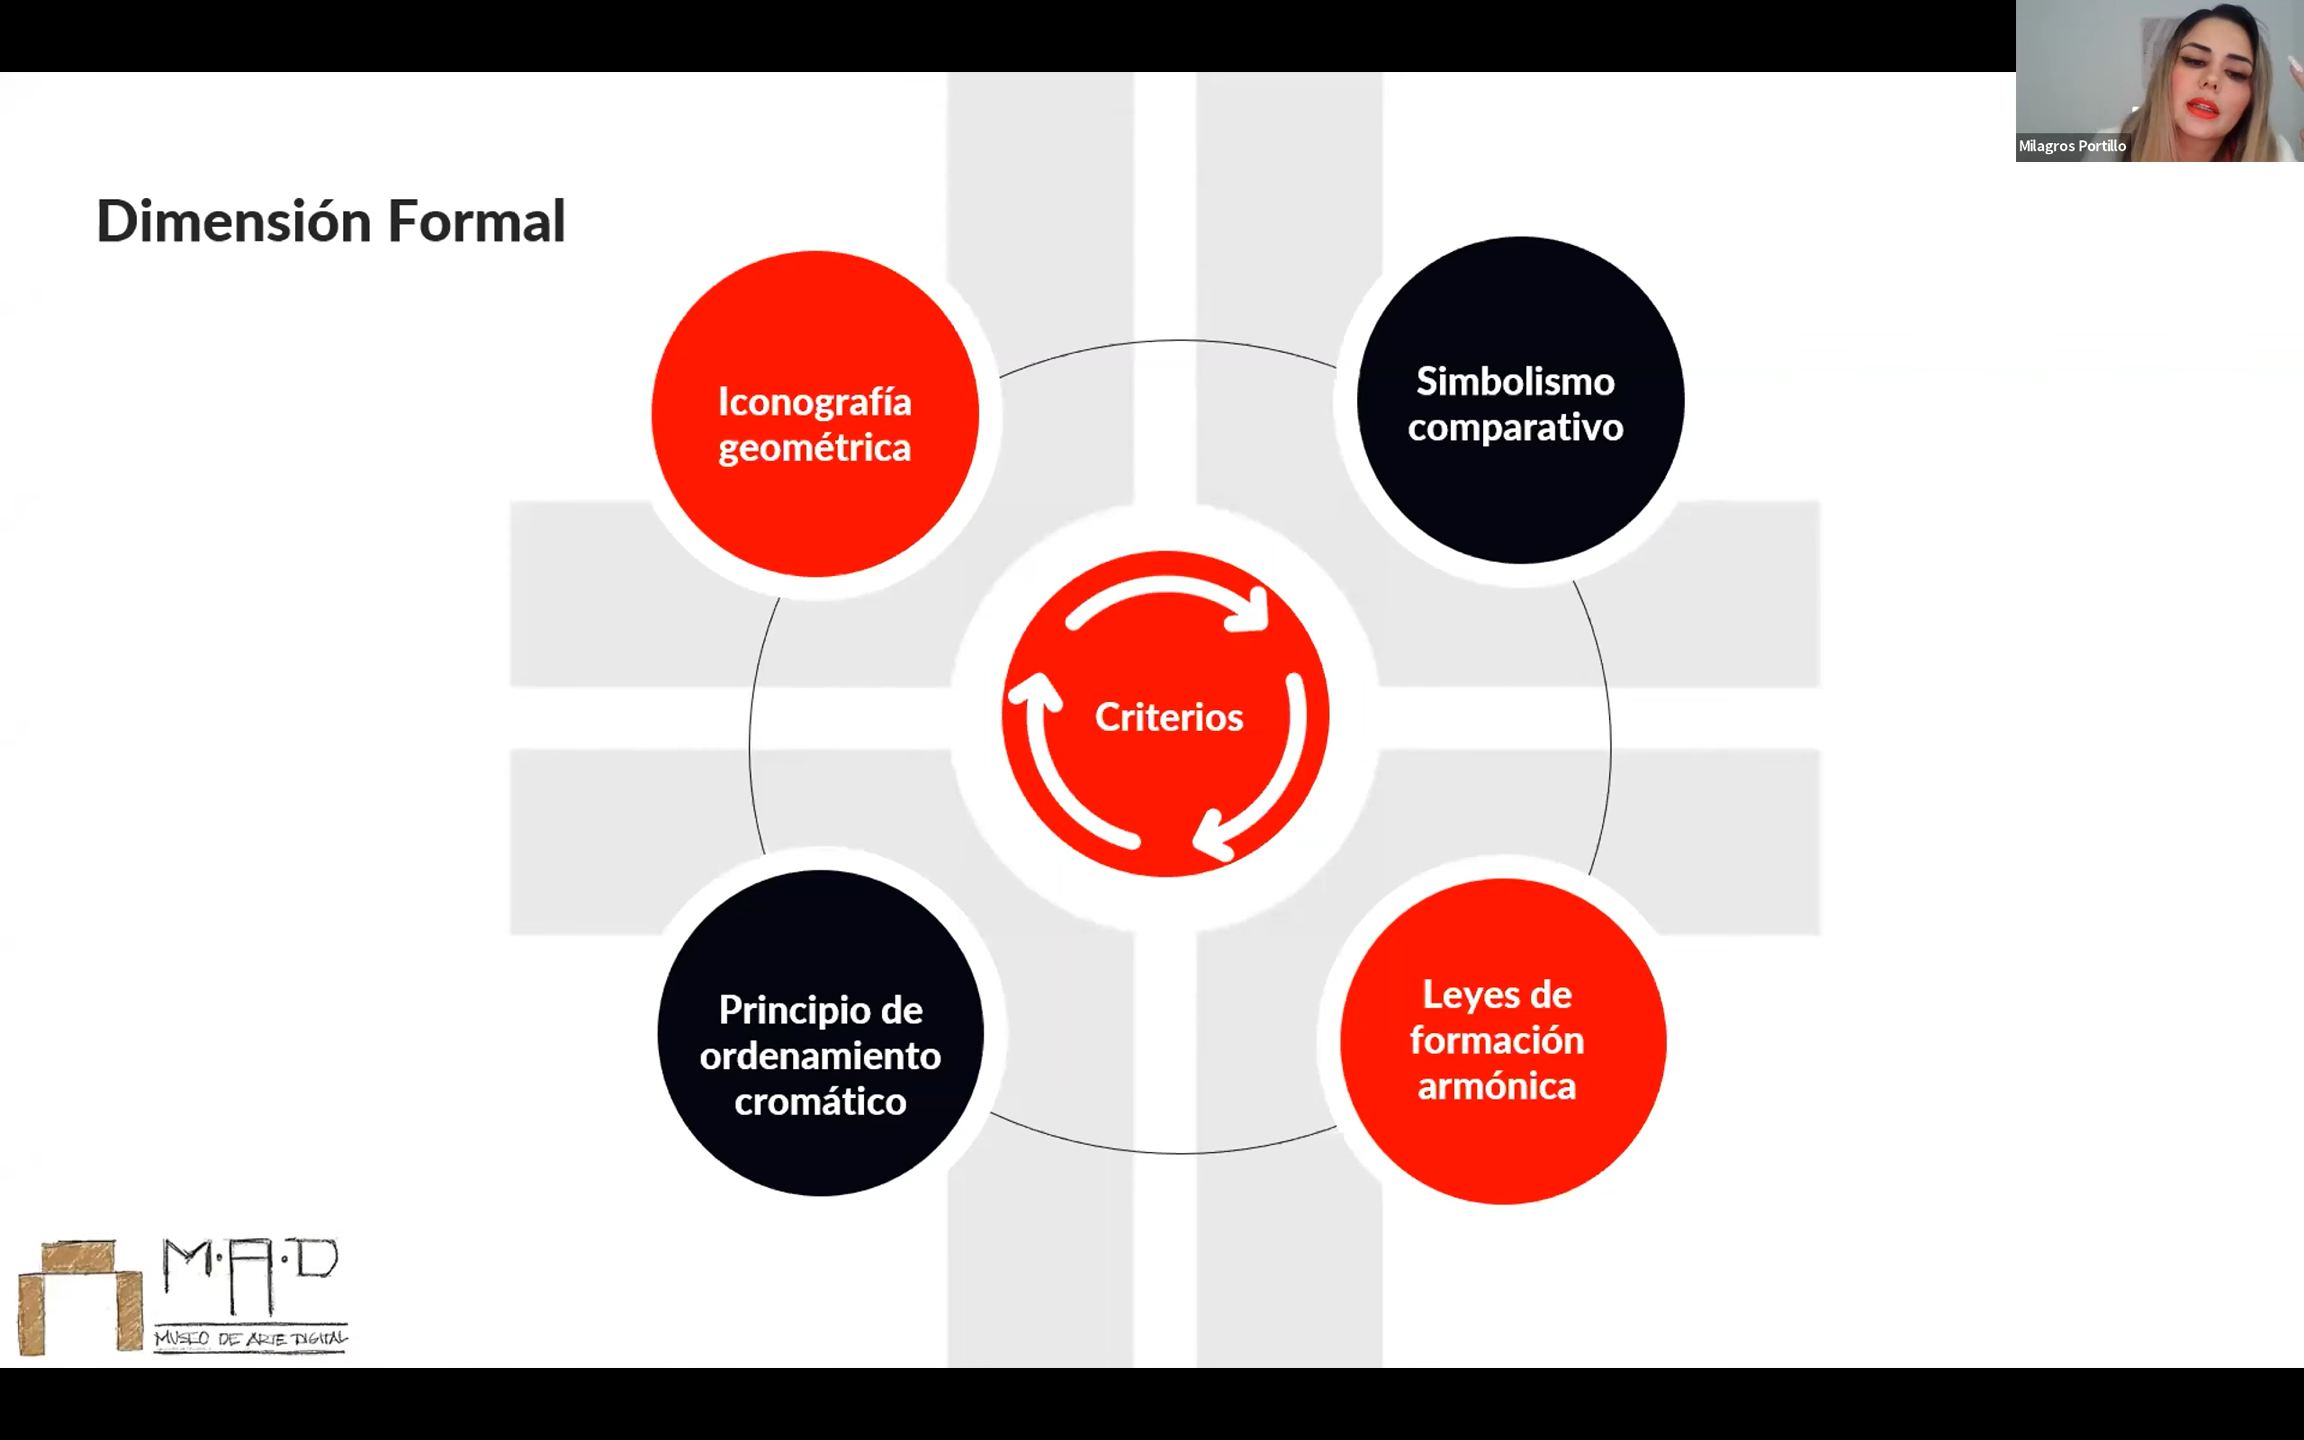 Milagros Portillo
Dimensión Formal
Iconografía
geométrica
Simbolismo
comparativo
Criterios
Principio de
ordenamiento
cromático
Leyes de
formación
armónica
M.A.D
MUSEO DE ARTE DIGITAL